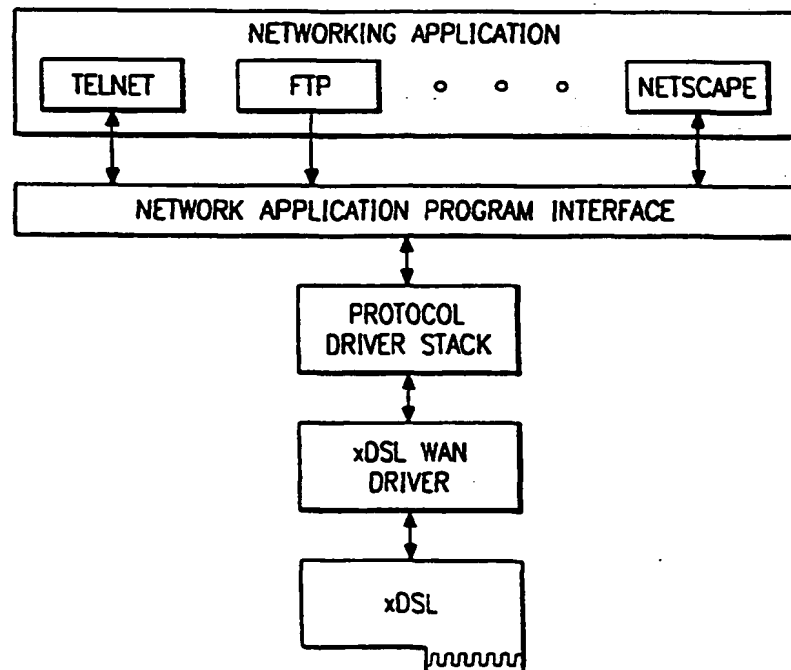 NETWORKING APPLICATION
TELNET
FTP
NETSCAPE
NETWORK APPLICATION PROGRAM INTERFACE
PROTOCOL
DRIVER STACK
xDSL WAN
DRIVER
xDSL